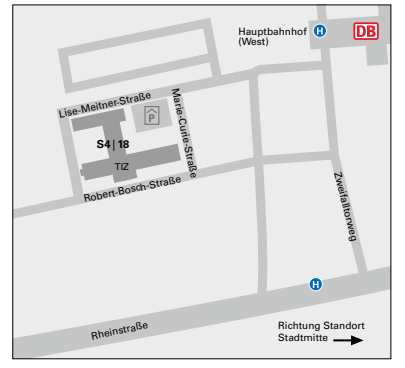 Hauptbahnhof
(West)
H
DB
Lise-Meitner-Straße
P
Marie-Curie-Straße
S4|18
TIZ
Robert-Bosch-Straße
Zweifalltorweg
H
Rheinstraße
Richtung Standort
Stadtmitte